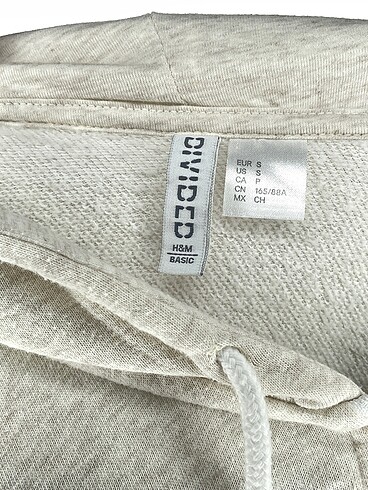 DIVIDED
H&M
BASIC
EUR S
US S
CA P
CN 165/88A
MX CH